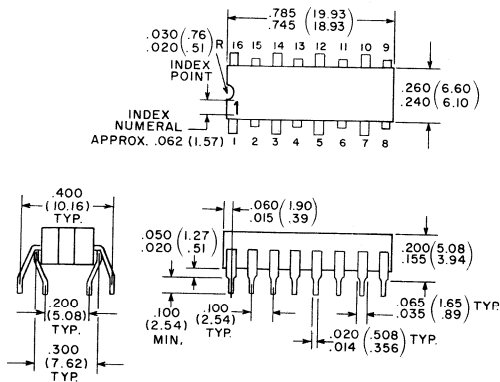 .785 (19.93)
.745 (18.93)
.030 (.76)
.020 (.51) R
16 15 14 13 12 11 10 9
INDEX
POINT
.260 (6.60)
.240 (6.10)
INDEX
NUMERAL
APPROX. .062 (1.57)
1
1 2 3 4 5 6 7 8
.400
(10.16)
TYP.
.060 (1.90)
.015 (.39)
.050 (1.27)
.020 (.51)
.200 (5.08)
.155 (3.94)
.200
(5.08)
TYP.
.100
(2.54)
MIN.
.100
(2.54)
TYP.
.065 (1.65) TYP.
.035 (.89)
.020 (.508) TYP.
.014 (.356)
.300
(7.62)
TYP.